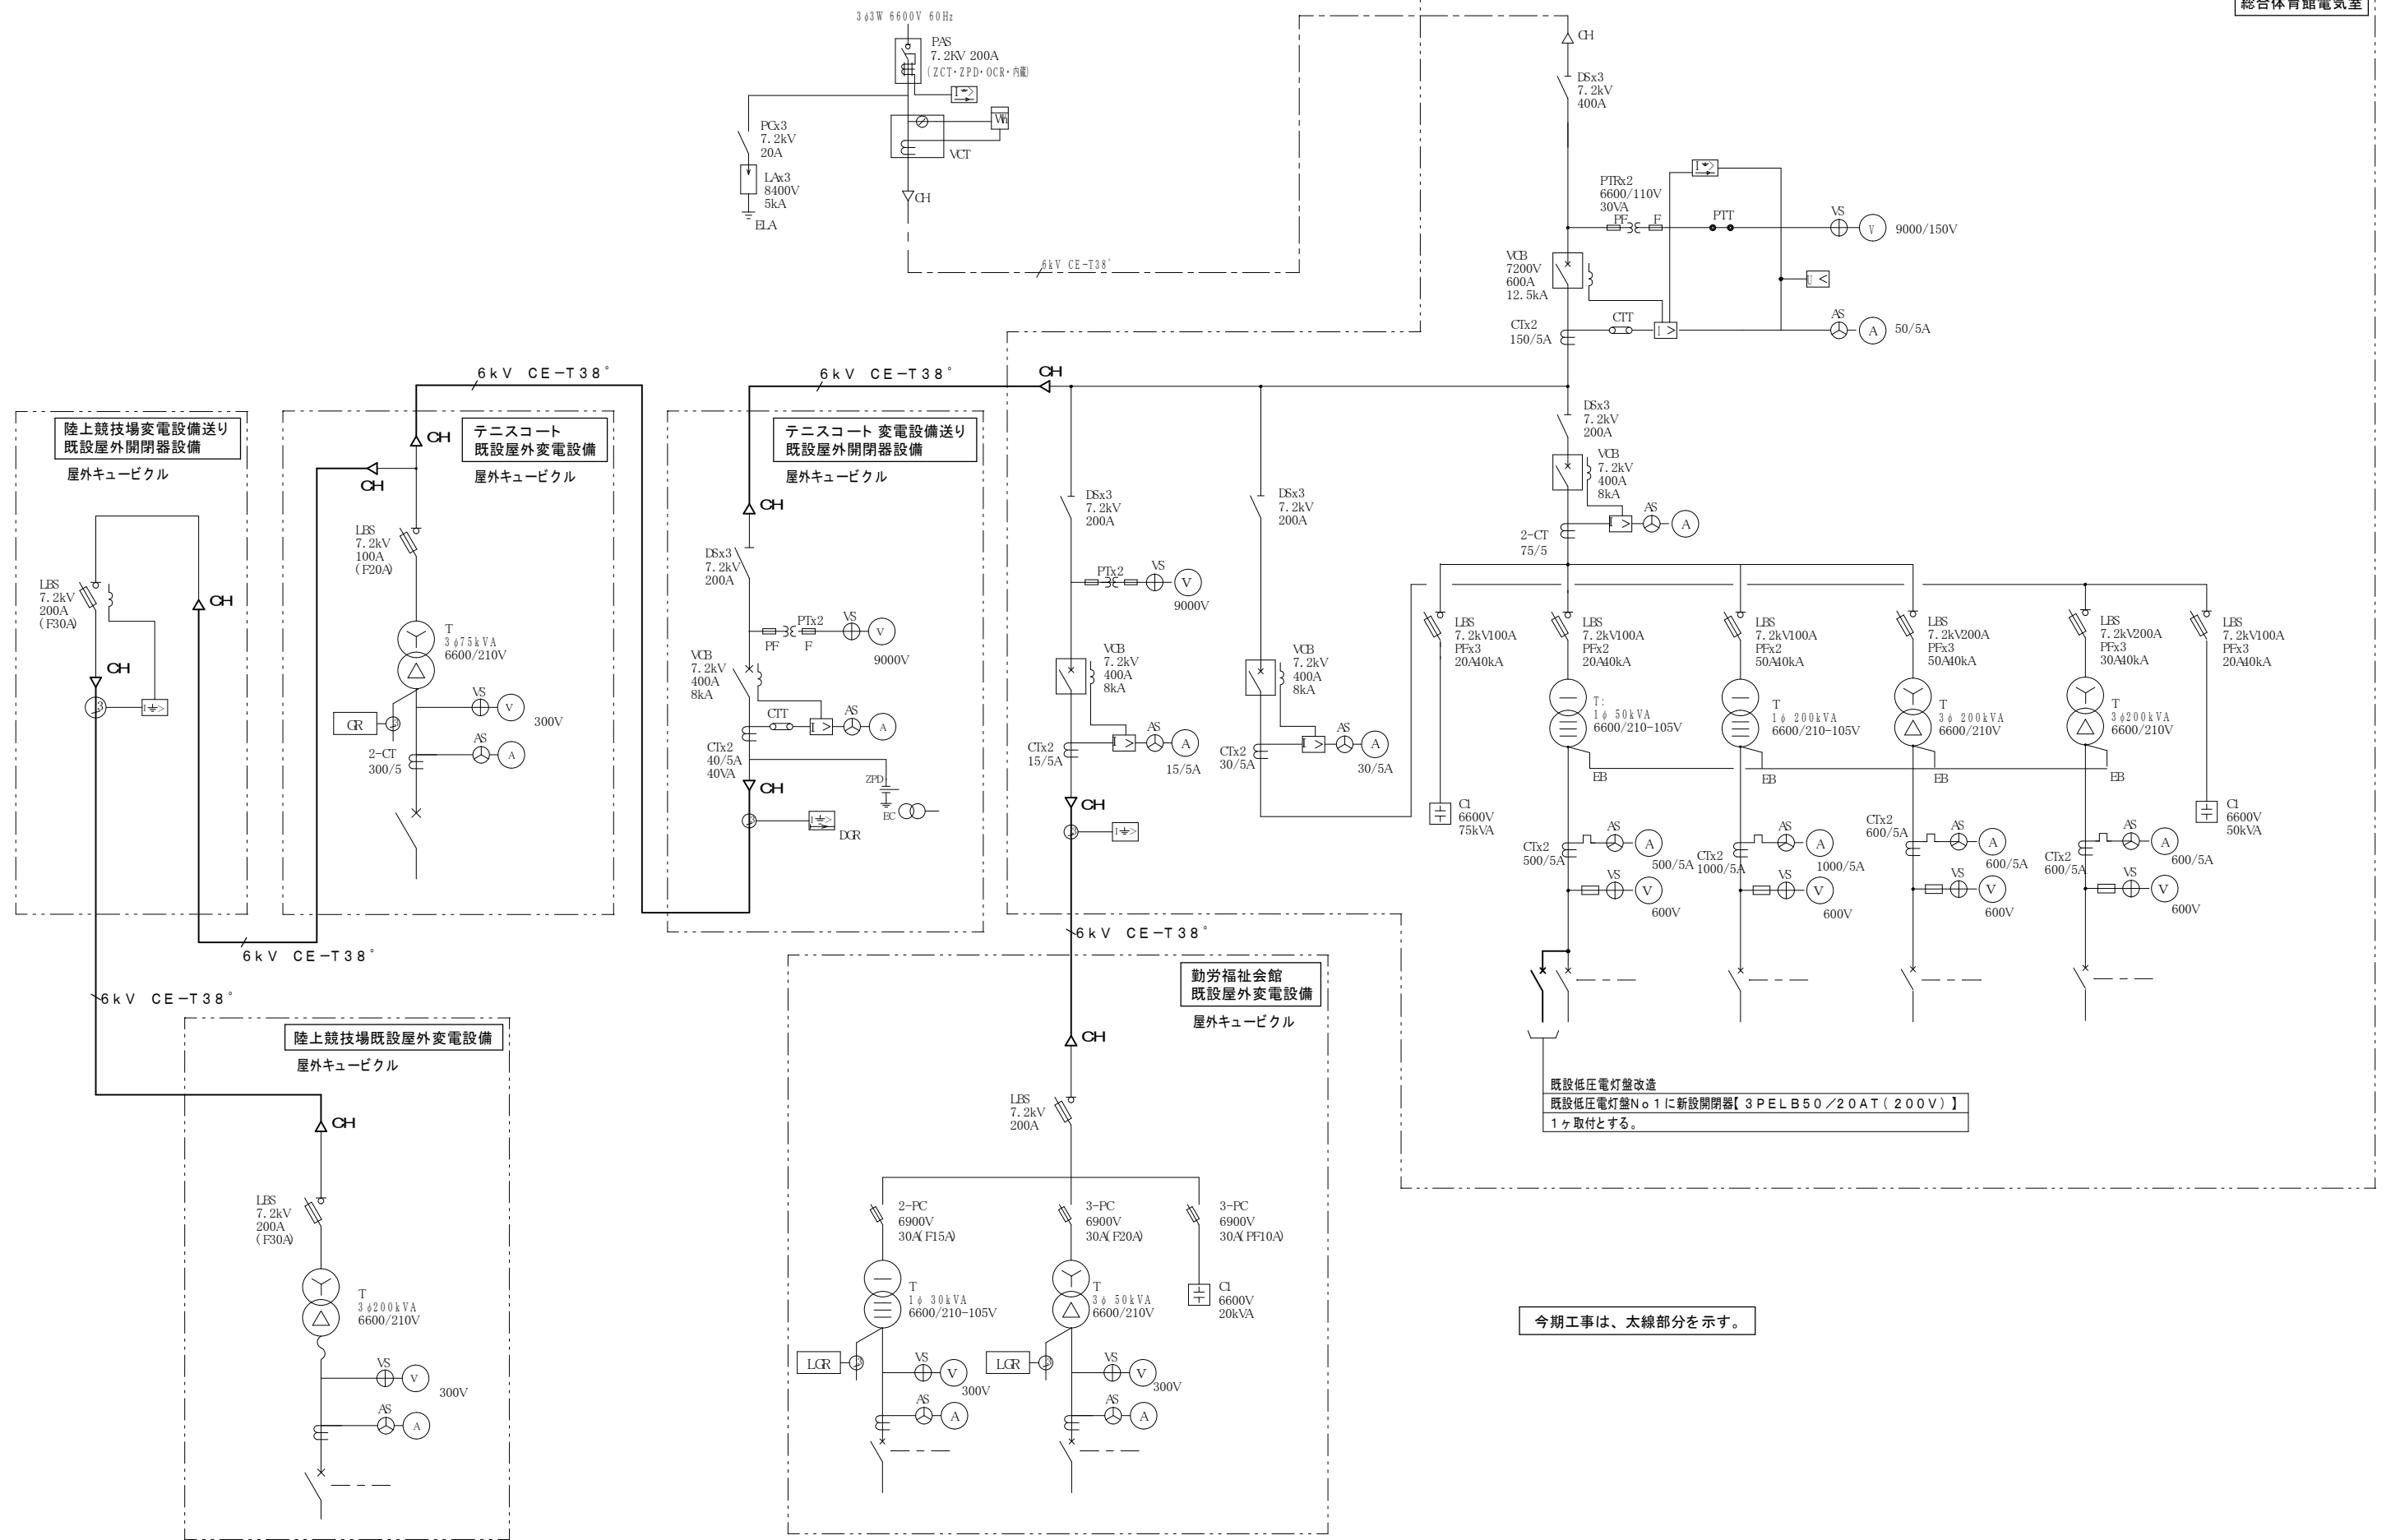 総合体育館電気室
3φ3W 6600V 60Hz
PAS
7.2KV 200A
(ZCT・ZPD・OCR・内蔵)
I ≑>
Wh
VCT
CH
PCx3
7.2kV
20A
LAx3
8400V
5kA
ELA
6kV CE-T38°
CH
DSx3
7.2kV
400A
I ≑>
PTRx2
6600/110V
30VA
PF
F
PTT
VS
V
9000/150V
VCB
7200V
600A
12.5kA
U <
CTx2
150/5A
CTT
I >
AS
A
50/5A
DSx3
7.2kV
200A
VCB
7.2kV
400A
8kA
2-CT
75/5
I >
AS
A
6kV CE-T38°
CH
6kV CE-T38°
CH
陸上競技場変電設備送り
既設屋外開閉器設備
屋外キュービクル
LBS
7.2kV
200A
(F30A)
CH
CH
I ≑>
6kV CE-T38°
6kV CE-T38°
テニスコート
既設屋外変電設備
屋外キュービクル
CH
CH
LBS
7.2kV
100A
(F20A)
T
3φ75kVA
6600/210V
GR
VS
V
300V
2-CT
300/5
AS
A
テニスコート 変電設備送り
既設屋外開閉器設備
屋外キュービクル
CH
DSx3
7.2kV
200A
PTx2
PF
F
VS
V
9000V
VCB
7.2kV
400A
8kA
CTT
I >
AS
A
CTx2
40/5A
40VA
ZPD
EC
CH
I ≑>
DGR
DSx3
7.2kV
200A
PTx2
VS
V
9000V
VCB
7.2kV
400A
8kA
CTx2
15/5A
I >
AS
A
15/5A
CH
I ≑>
6kV CE-T38°
DSx3
7.2kV
200A
VCB
7.2kV
400A
8kA
CTx2
30/5A
I >
AS
A
30/5A
LBS
7.2kV100A
PFx3
20A40kA
C1
6600V
75kVA
LBS
7.2kV100A
PFx2
20A40kA
T:
1φ 50kVA
6600/210-105V
EB
CTx2
500/5A
AS
A
500/5A
VS
V
600V
LBS
7.2kV100A
PFx2
50A40kA
T
1φ 200kVA
6600/210-105V
EB
CTx2
1000/5A
AS
A
1000/5A
VS
V
600V
LBS
7.2kV200A
PFx3
50A40kA
T
3φ 200kVA
6600/210V
EB
CTx2
600/5A
AS
A
600/5A
VS
V
600V
LBS
7.2kV200A
PFx3
30A40kA
T
3φ200kVA
6600/210V
EB
CTx2
600/5A
AS
A
600/5A
VS
V
600V
LBS
7.2kV100A
PFx3
20A40kA
C1
6600V
50kVA
既設低圧電灯盤改造
既設低圧電灯盤No1に新設開閉器【3PELB50/20AT(200V)】
1ヶ取付とする。
陸上競技場既設屋外変電設備
屋外キュービクル
CH
LBS
7.2kV
200A
(F30A)
T
3φ200kVA
6600/210V
VS
V
300V
AS
A
勤労福祉会館
既設屋外変電設備
屋外キュービクル
CH
LBS
7.2kV
200A
2-PC
6900V
30A(F15A)
T
1φ 30kVA
6600/210-105V
LGR
VS
V
300V
AS
A
3-PC
6900V
30A(F20A)
T
3φ 50kVA
6600/210V
LGR
VS
V
300V
AS
A
3-PC
6900V
30A(PF10A)
C1
6600V
20kVA
今期工事は、太線部分を示す。